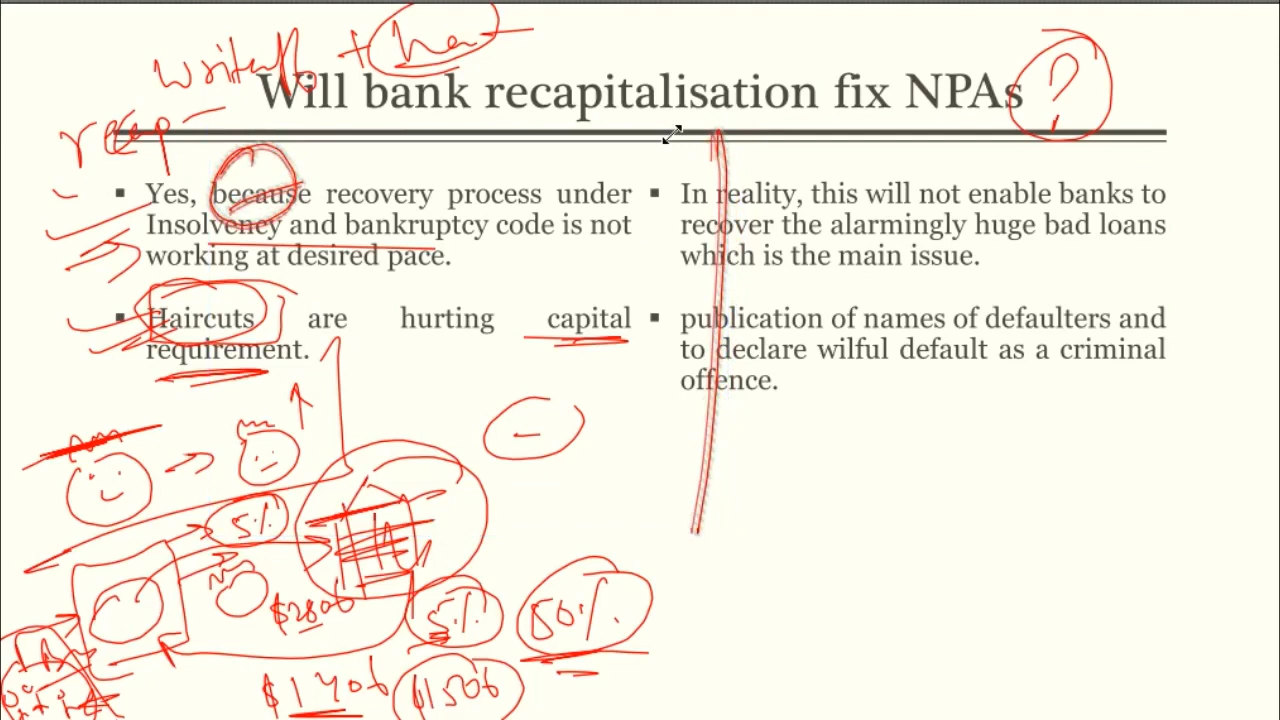 Will bank recapitalisation fix NPAs ?
▪ Yes, because recovery process under
Insolvency and bankruptcy code is not
working at desired pace.
▪ Haircuts are hurting capital
requirement.
▪ In reality, this will not enable banks to
recover the alarmingly huge bad loans
which is the main issue.
▪ publication of names of defaulters and
to declare wilful default as a criminal
offence.
5%
5%
50%